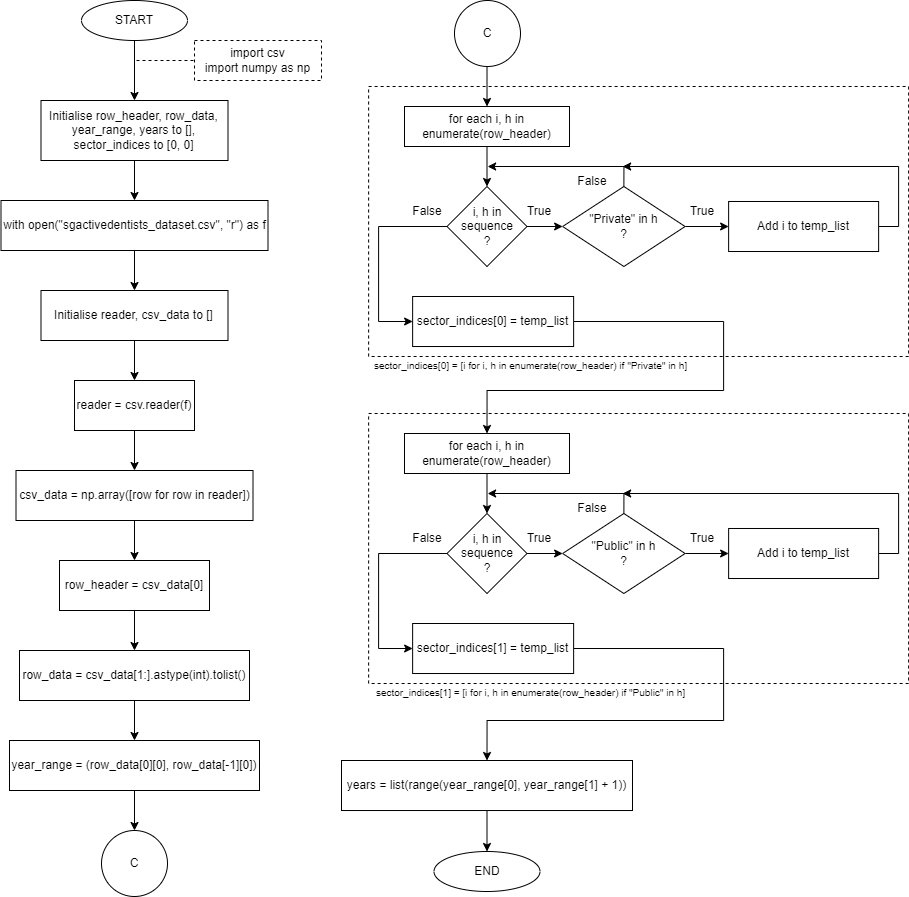 START
import csv
import numpy as np
Initialise row_header, row_data,
year_range, years to [],
sector_indices to [0, 0]
with open("sgactivedentists_dataset.csv", "r") as f
Initialise reader, csv_data to []
reader = csv.reader(f)
csv_data = np.array([row for row in reader])
row_header = csv_data[0]
row_data = csv_data[1:].astype(int).tolist()
year_range = (row_data[0][0], row_data[-1][0])
C
C
for each i, h in
enumerate(row_header)
False
i, h in
sequence
?
True
False
"Private" in h
?
True
Add i to temp_list
sector_indices[0] = temp_list
sector_indices[0] = [i for i, h in enumerate(row_header) if "Private" in h]
for each i, h in
enumerate(row_header)
False
i, h in
sequence
?
True
False
"Public" in h
?
True
Add i to temp_list
sector_indices[1] = temp_list
sector_indices[1] = [i for i, h in enumerate(row_header) if "Public" in h]
years = list(range(year_range[0], year_range[1] + 1))
END